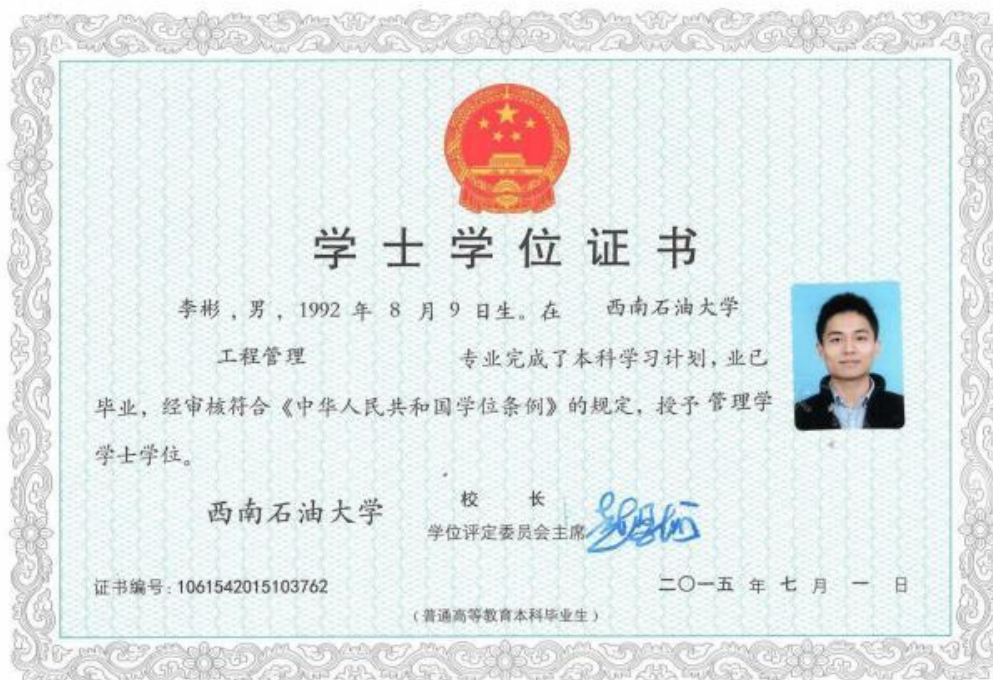 学士学位证书
李彬，男，1992 年 8 月 9 日生。在 西南石油大学
工程管理 专业完成了本科学习计划，业已
毕业，经审核符合《中华人民共和国学位条例》的规定，授予 管理学
学士学位。
西南石油大学
校 长
学位评定委员会主席
证书编号：1061542015103762
二〇一五 年 七 月 一 日
（普通高等教育本科毕业生）